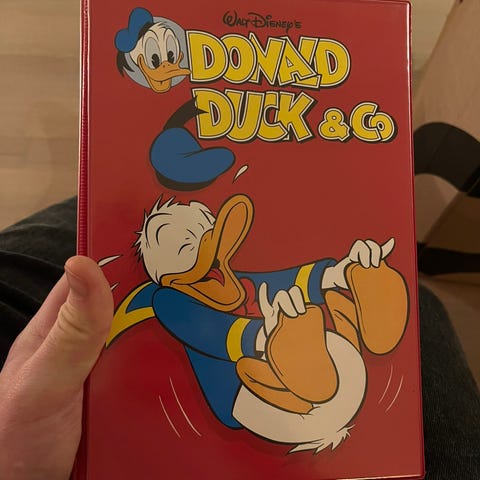 WALT DISNEY'S
DONALD
DUCK & Co